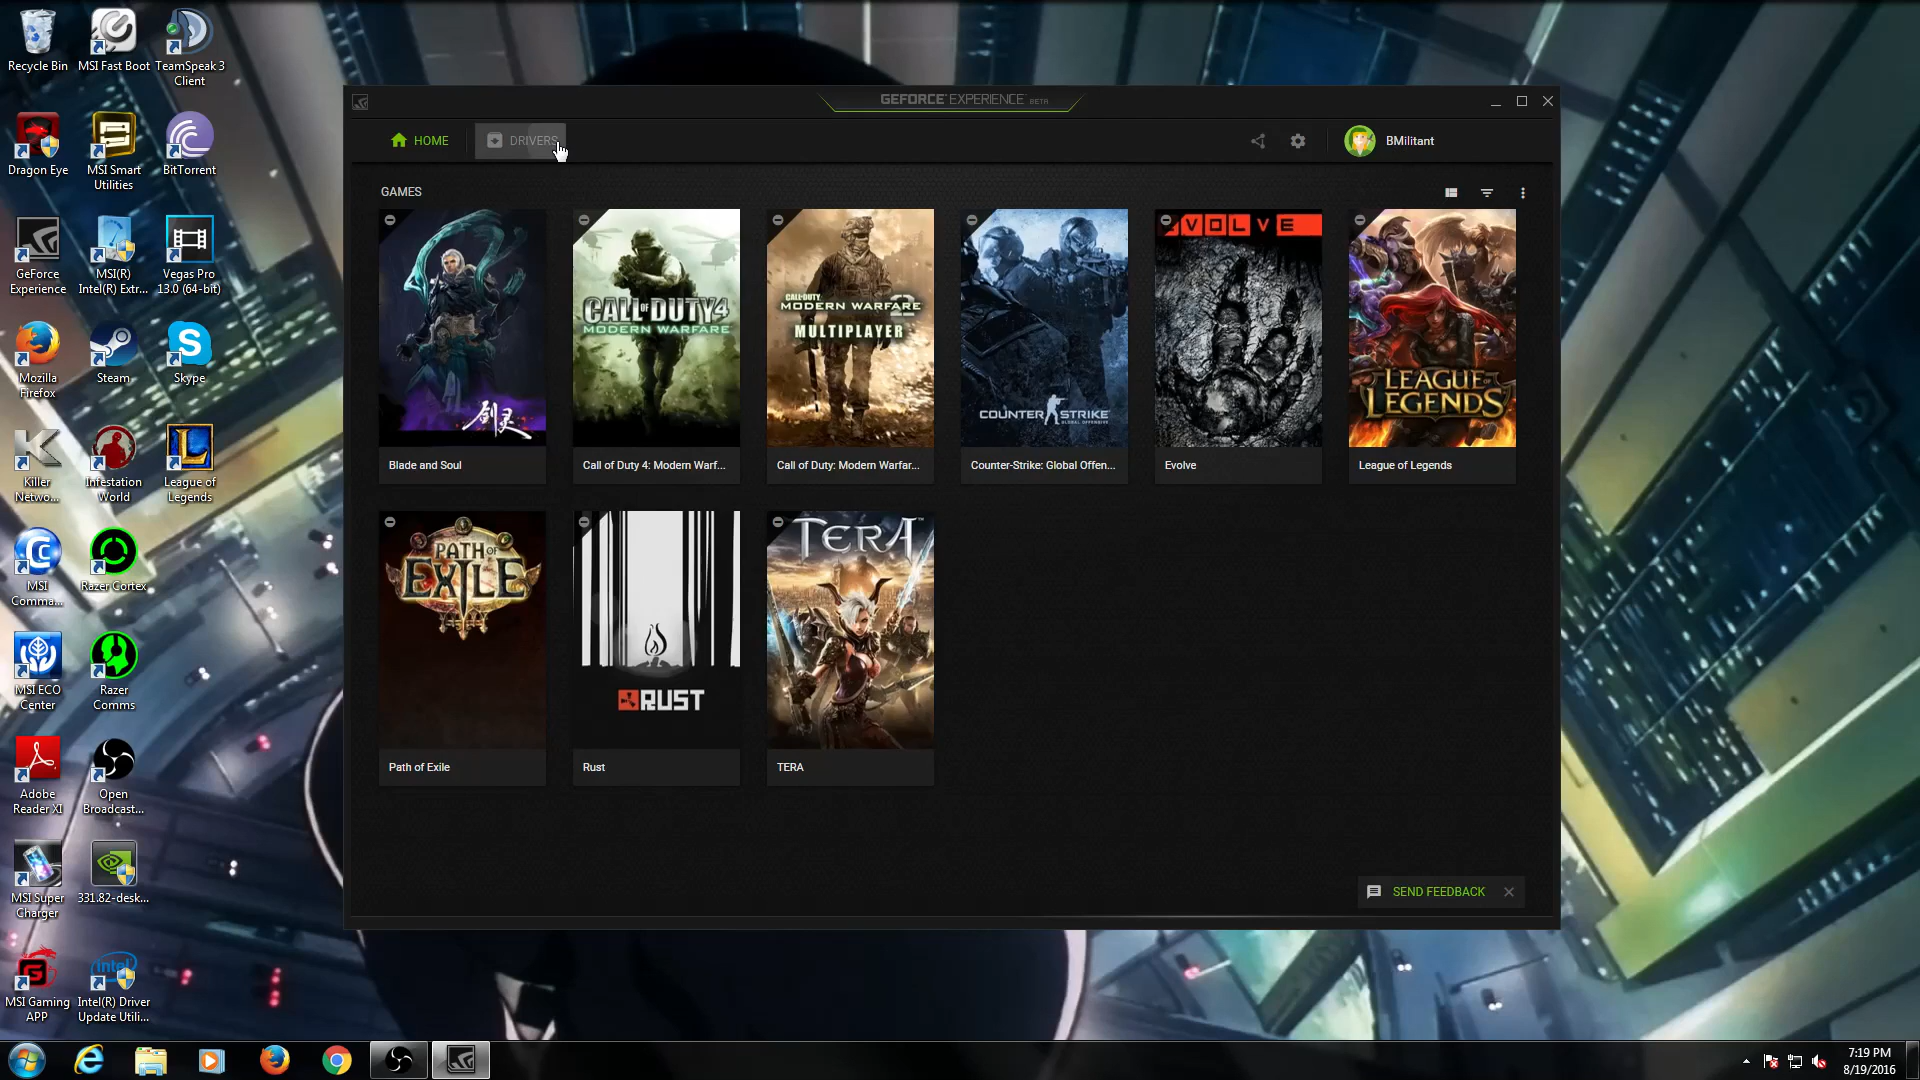 Recycle Bin
MSI Fast Boot
TeamSpeak 3
Client
Dragon Eye
MSI Smart
Utilities
BitTorrent
GeForce
Experience
MSI(R)
Intel(R) Extr...
Vegas Pro
13.0 (64-bit)
Mozilla
Firefox
Steam
Skype
Killer
Netwo...
Infestation
World
League of
Legends
MSI
Comma...
Razer Cortex
MSI ECO
Center
Razer
Comms
Adobe
Reader XI
Open
Broadcast...
MSI Super
Charger
331.82-desk...
MSI Gaming
APP
Intel(R) Driver
Update Utili...
GEFORCE EXPERIENCE BETA
HOME
DRIVERS
BMilitant
GAMES
剑灵
Blade and Soul
CALL OF DUTY 4
MODERN WARFARE
Call of Duty 4: Modern Warf...
CALL OF DUTY
MODERN WARFARE 2
MULTIPLAYER
Call of Duty: Modern Warfar...
COUNTER STRIKE
GLOBAL OFFENSIVE
Counter-Strike: Global Offen...
EVOLVE
Evolve
LEAGUE OF
LEGENDS
League of Legends
PATH OF
EXILE
Path of Exile
RUST
Rust
TERA
TERA
SEND FEEDBACK
7:19 PM
8/19/2016